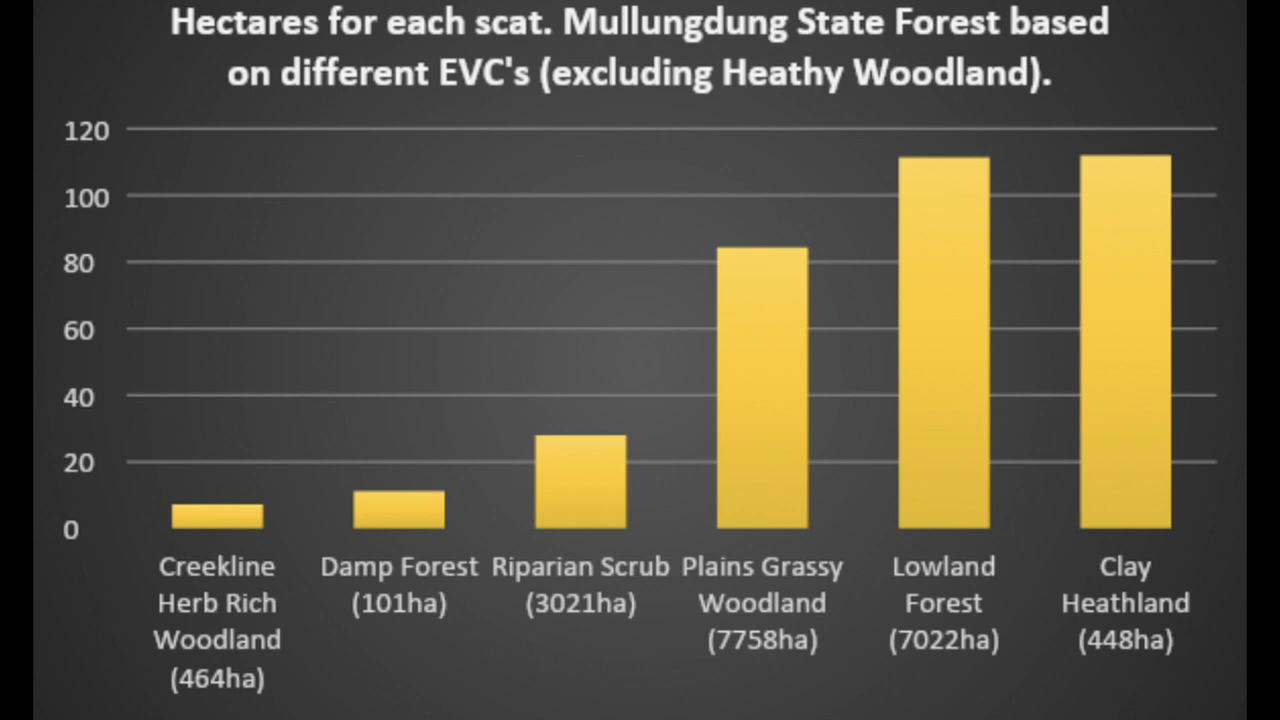 Hectares for each scat. Mullungdung State Forest based
on different EVC's (excluding Heathy Woodland).
120
100
80
60
40
20
0
Creekline
Herb Rich
Woodland
(464ha)
Damp Forest
(101ha)
Riparian Scrub
(3021ha)
Plains Grassy
Woodland
(7758ha)
Lowland
Forest
(7022ha)
Clay
Heathland
(448ha)